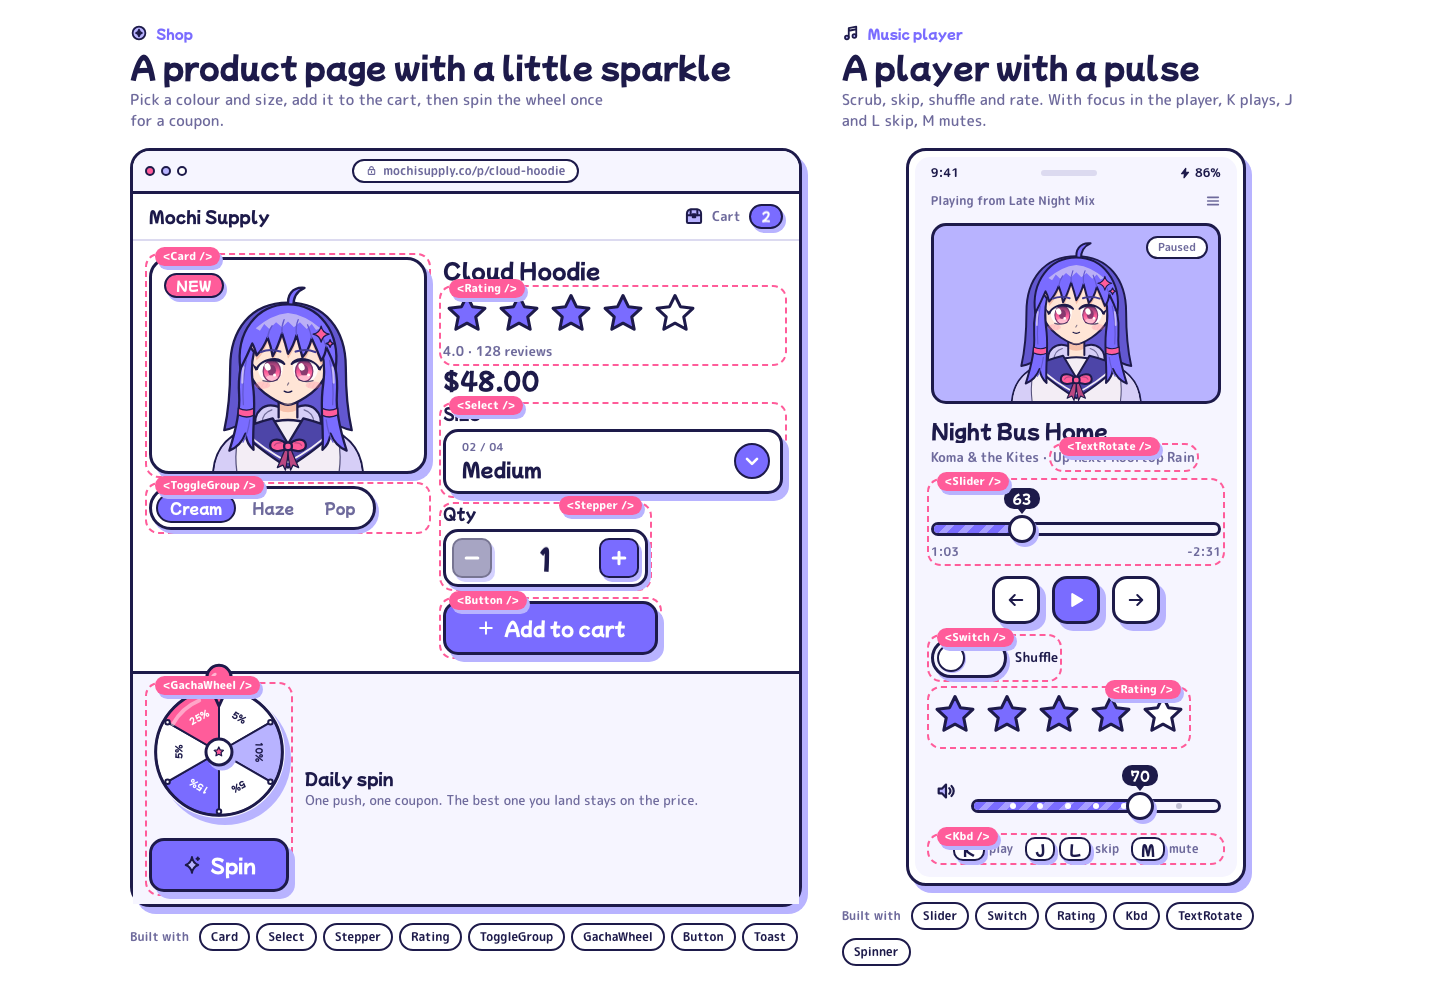 Shop
A product page with a little sparkle
Pick a colour and size, add it to the cart, then spin the wheel once
for a coupon.
mochisupply.co/p/cloud-hoodie
Mochi Supply
Cart 2
<Card />
NEW
<ToggleGroup />
Cream Haze Pop
Cloud Hoodie
<Rating />
4.0 · 128 reviews
$48.00
<Select />
Size
02 / 04
Medium
<Stepper />
Qty
1
<Button />
+ Add to cart
<GachaWheel />
25%
5%
10%
5%
15%
5%
Spin
Daily spin
One push, one coupon. The best one you land stays on the price.
Built with Card Select Stepper Rating ToggleGroup GachaWheel Button Toast
Music player
A player with a pulse
Scrub, skip, shuffle and rate. With focus in the player, K plays, J
and L skip, M mutes.
9:41 86%
Playing from Late Night Mix
Paused
Night Bus Home
<TextRotate />
Koma & the Kites · Up next: Rooftop Rain
<Slider />
63
1:03 -2:31
<Switch />
Shuffle
<Rating />
70
<Kbd />
K play J L skip M mute
Built with Slider Switch Rating Kbd TextRotate
Spinner